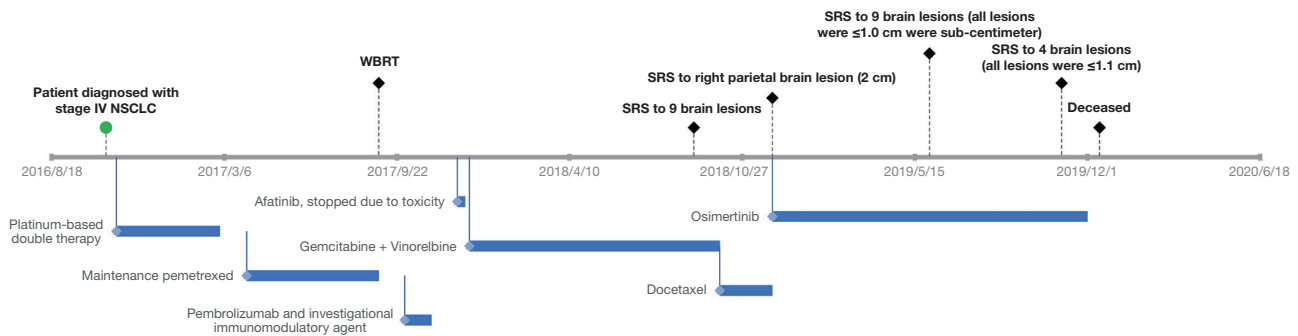 SRS to 9 brain lesions (all lesions
were ≤1.0 cm were sub-centimeter)
SRS to 4 brain lesions
(all lesions were ≤1.1 cm)
WBRT
SRS to right parietal brain lesion (2 cm)
Patient diagnosed with
stage IV NSCLC
SRS to 9 brain lesions
Deceased
2016/8/18
2017/3/6
2017/9/22
2018/4/10
2018/10/27
2019/5/15
2019/12/1
2020/6/18
Afatinib, stopped due to toxicity
Osimertinib
Platinum-based
double therapy
Gemcitabine + Vinorelbine
Maintenance pemetrexed
Docetaxel
Pembrolizumab and investigational
immunomodulatory agent